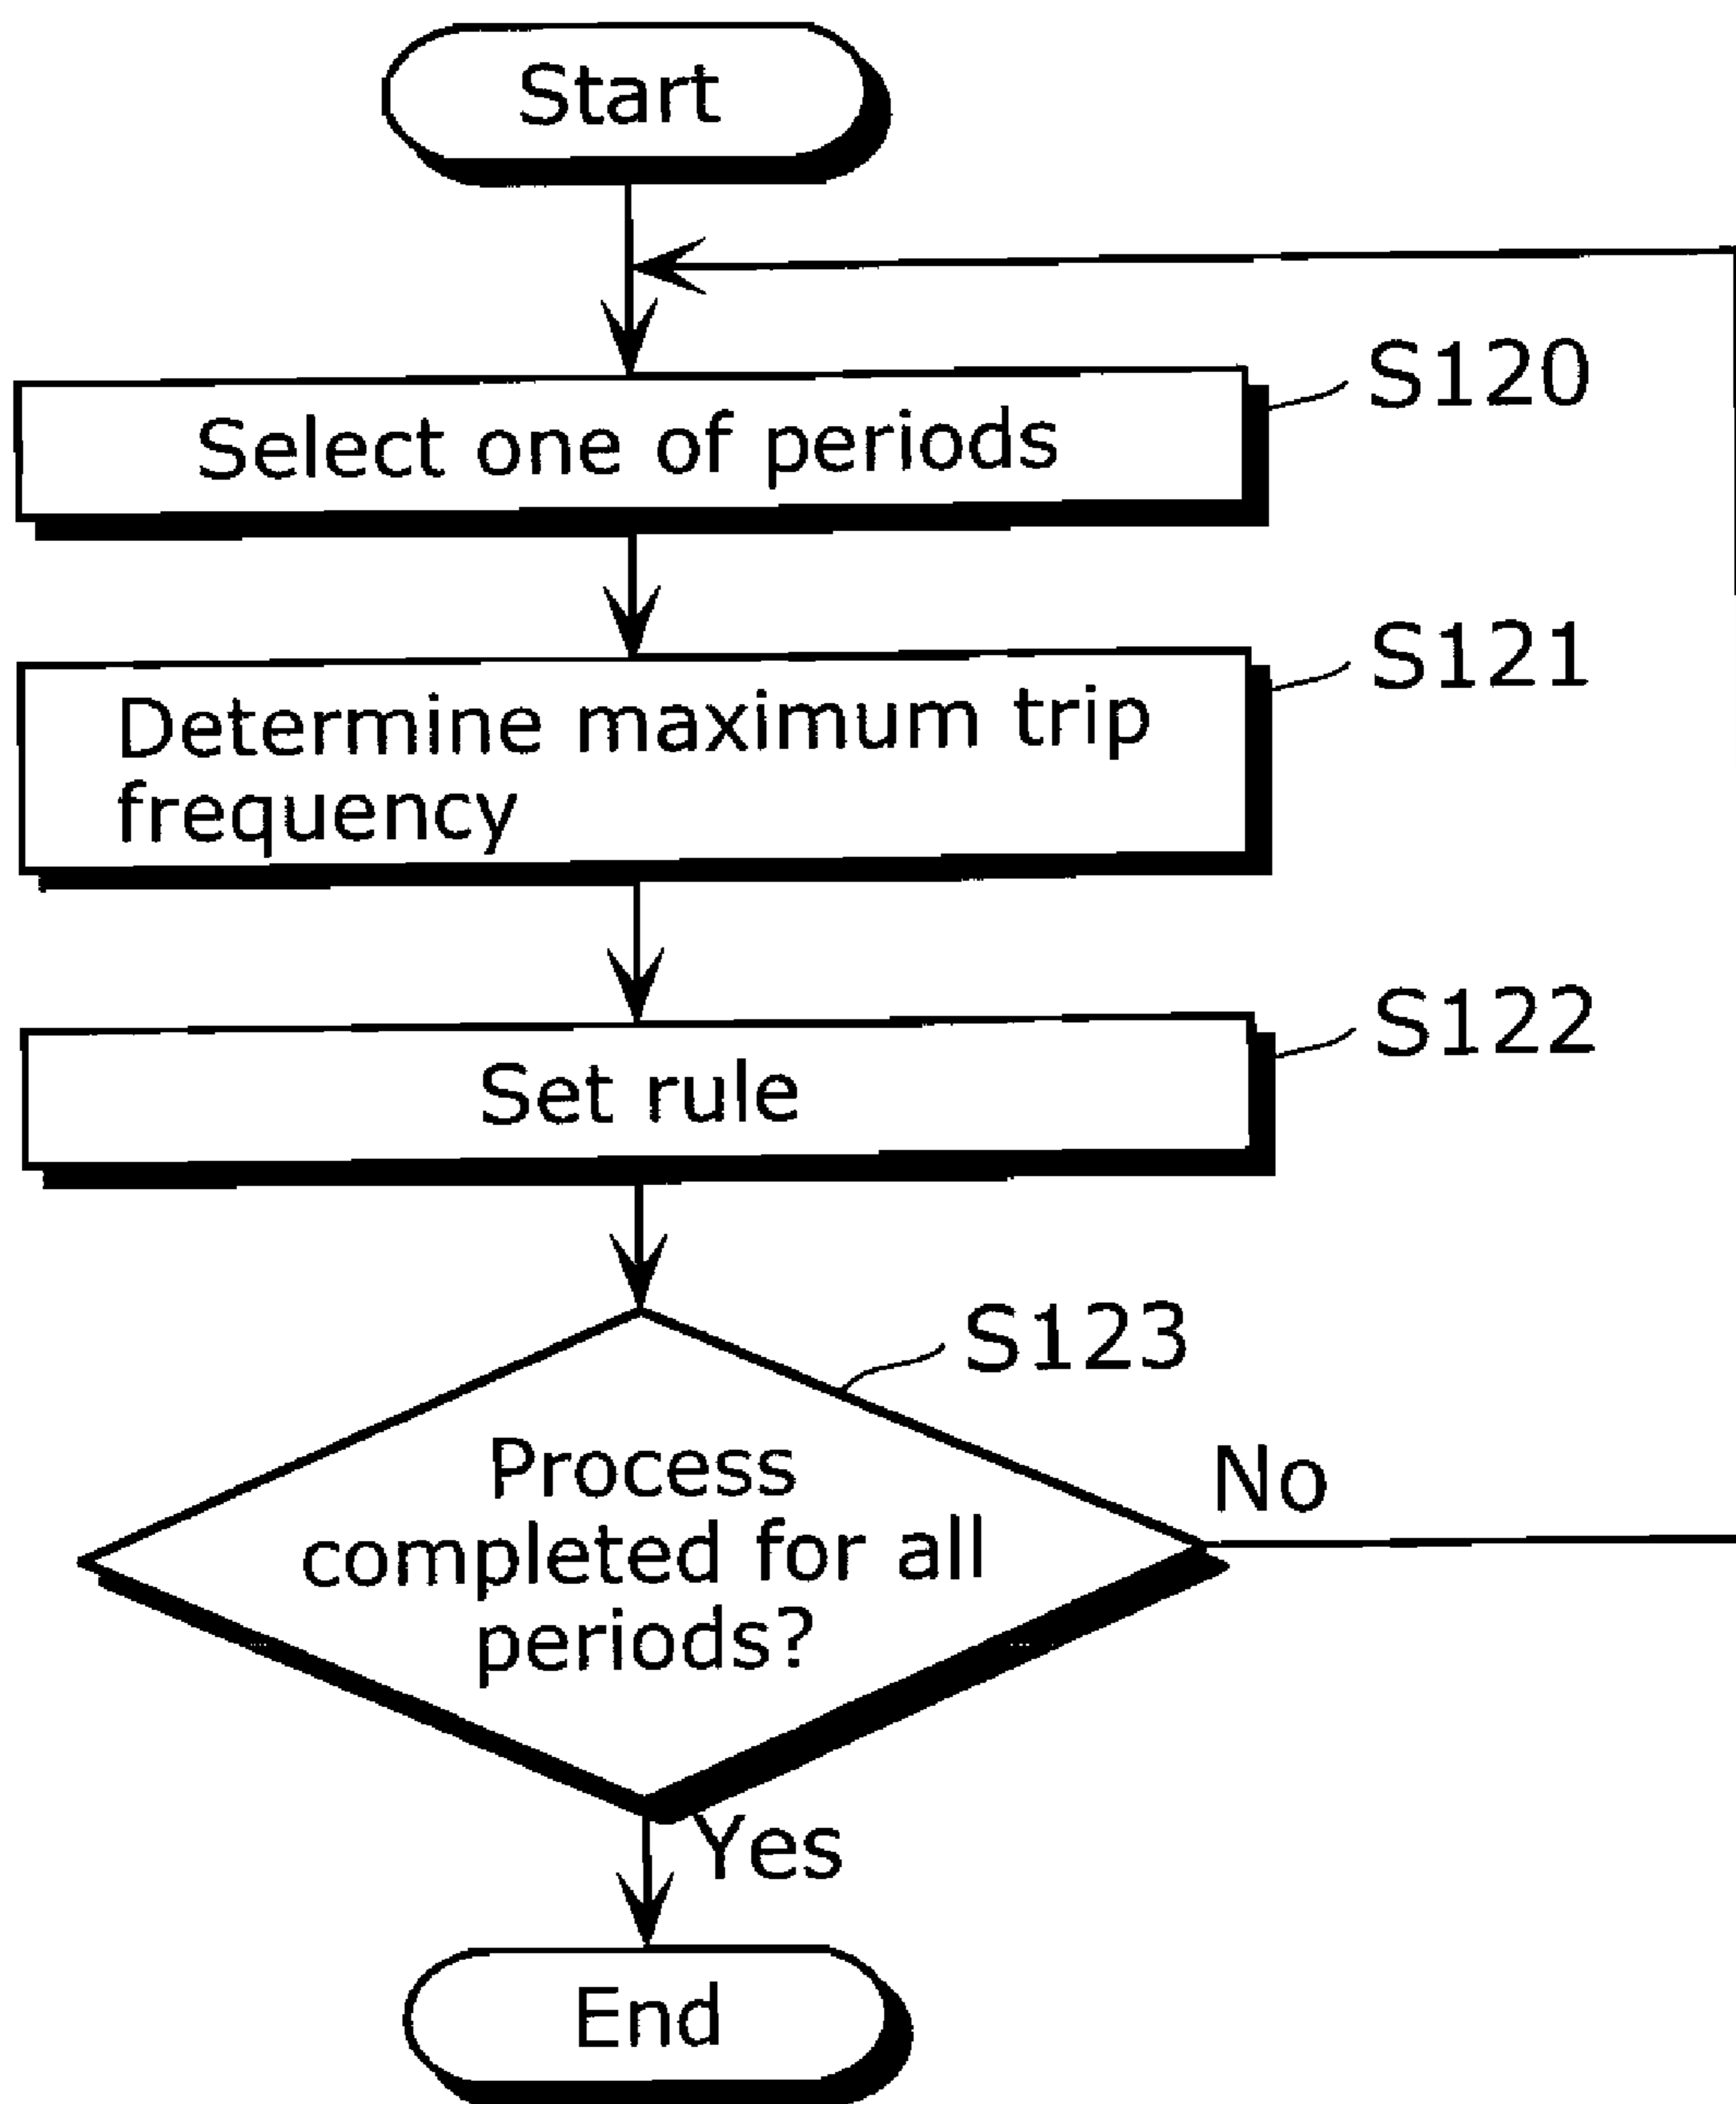 Start
S120
Select one of periods
S121
Determine maximum trip
frequency
S122
Set rule
S123
Process
completed for all
periods?
No
Yes
End